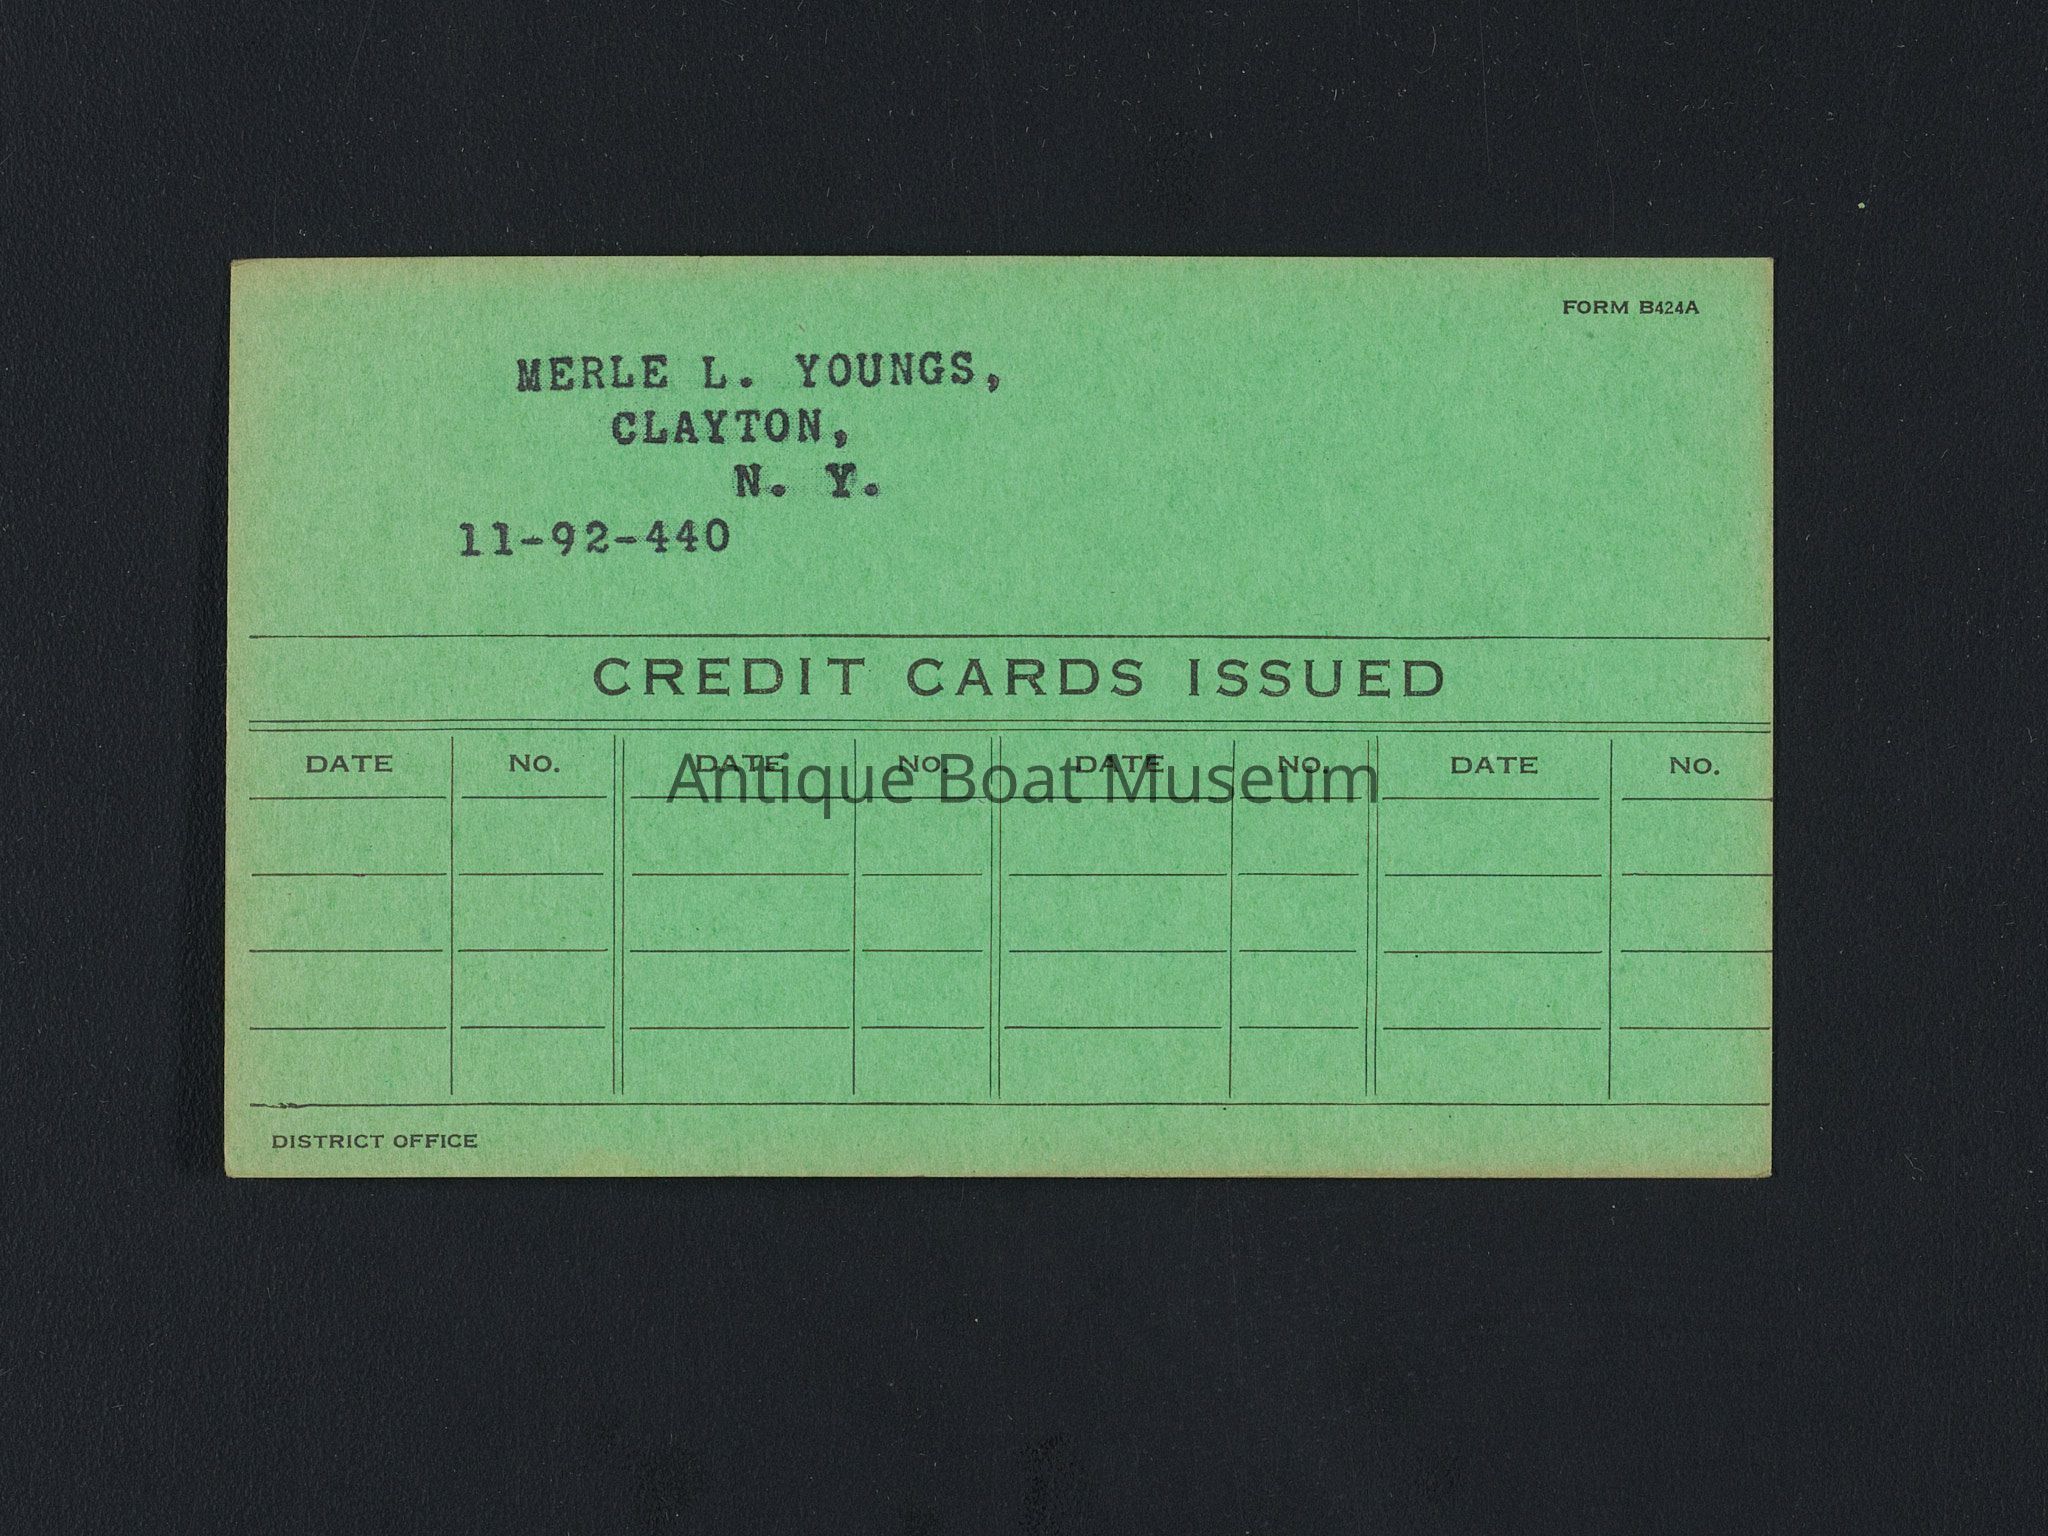 FORM B424A
MERLE L. YOUNGS,
CLAYTON,
N. Y.
11-92-440
CREDIT CARDS ISSUED
DATE NO. DATE NO. DATE NO. DATE NO.
Antique Boat Museum
DISTRICT OFFICE